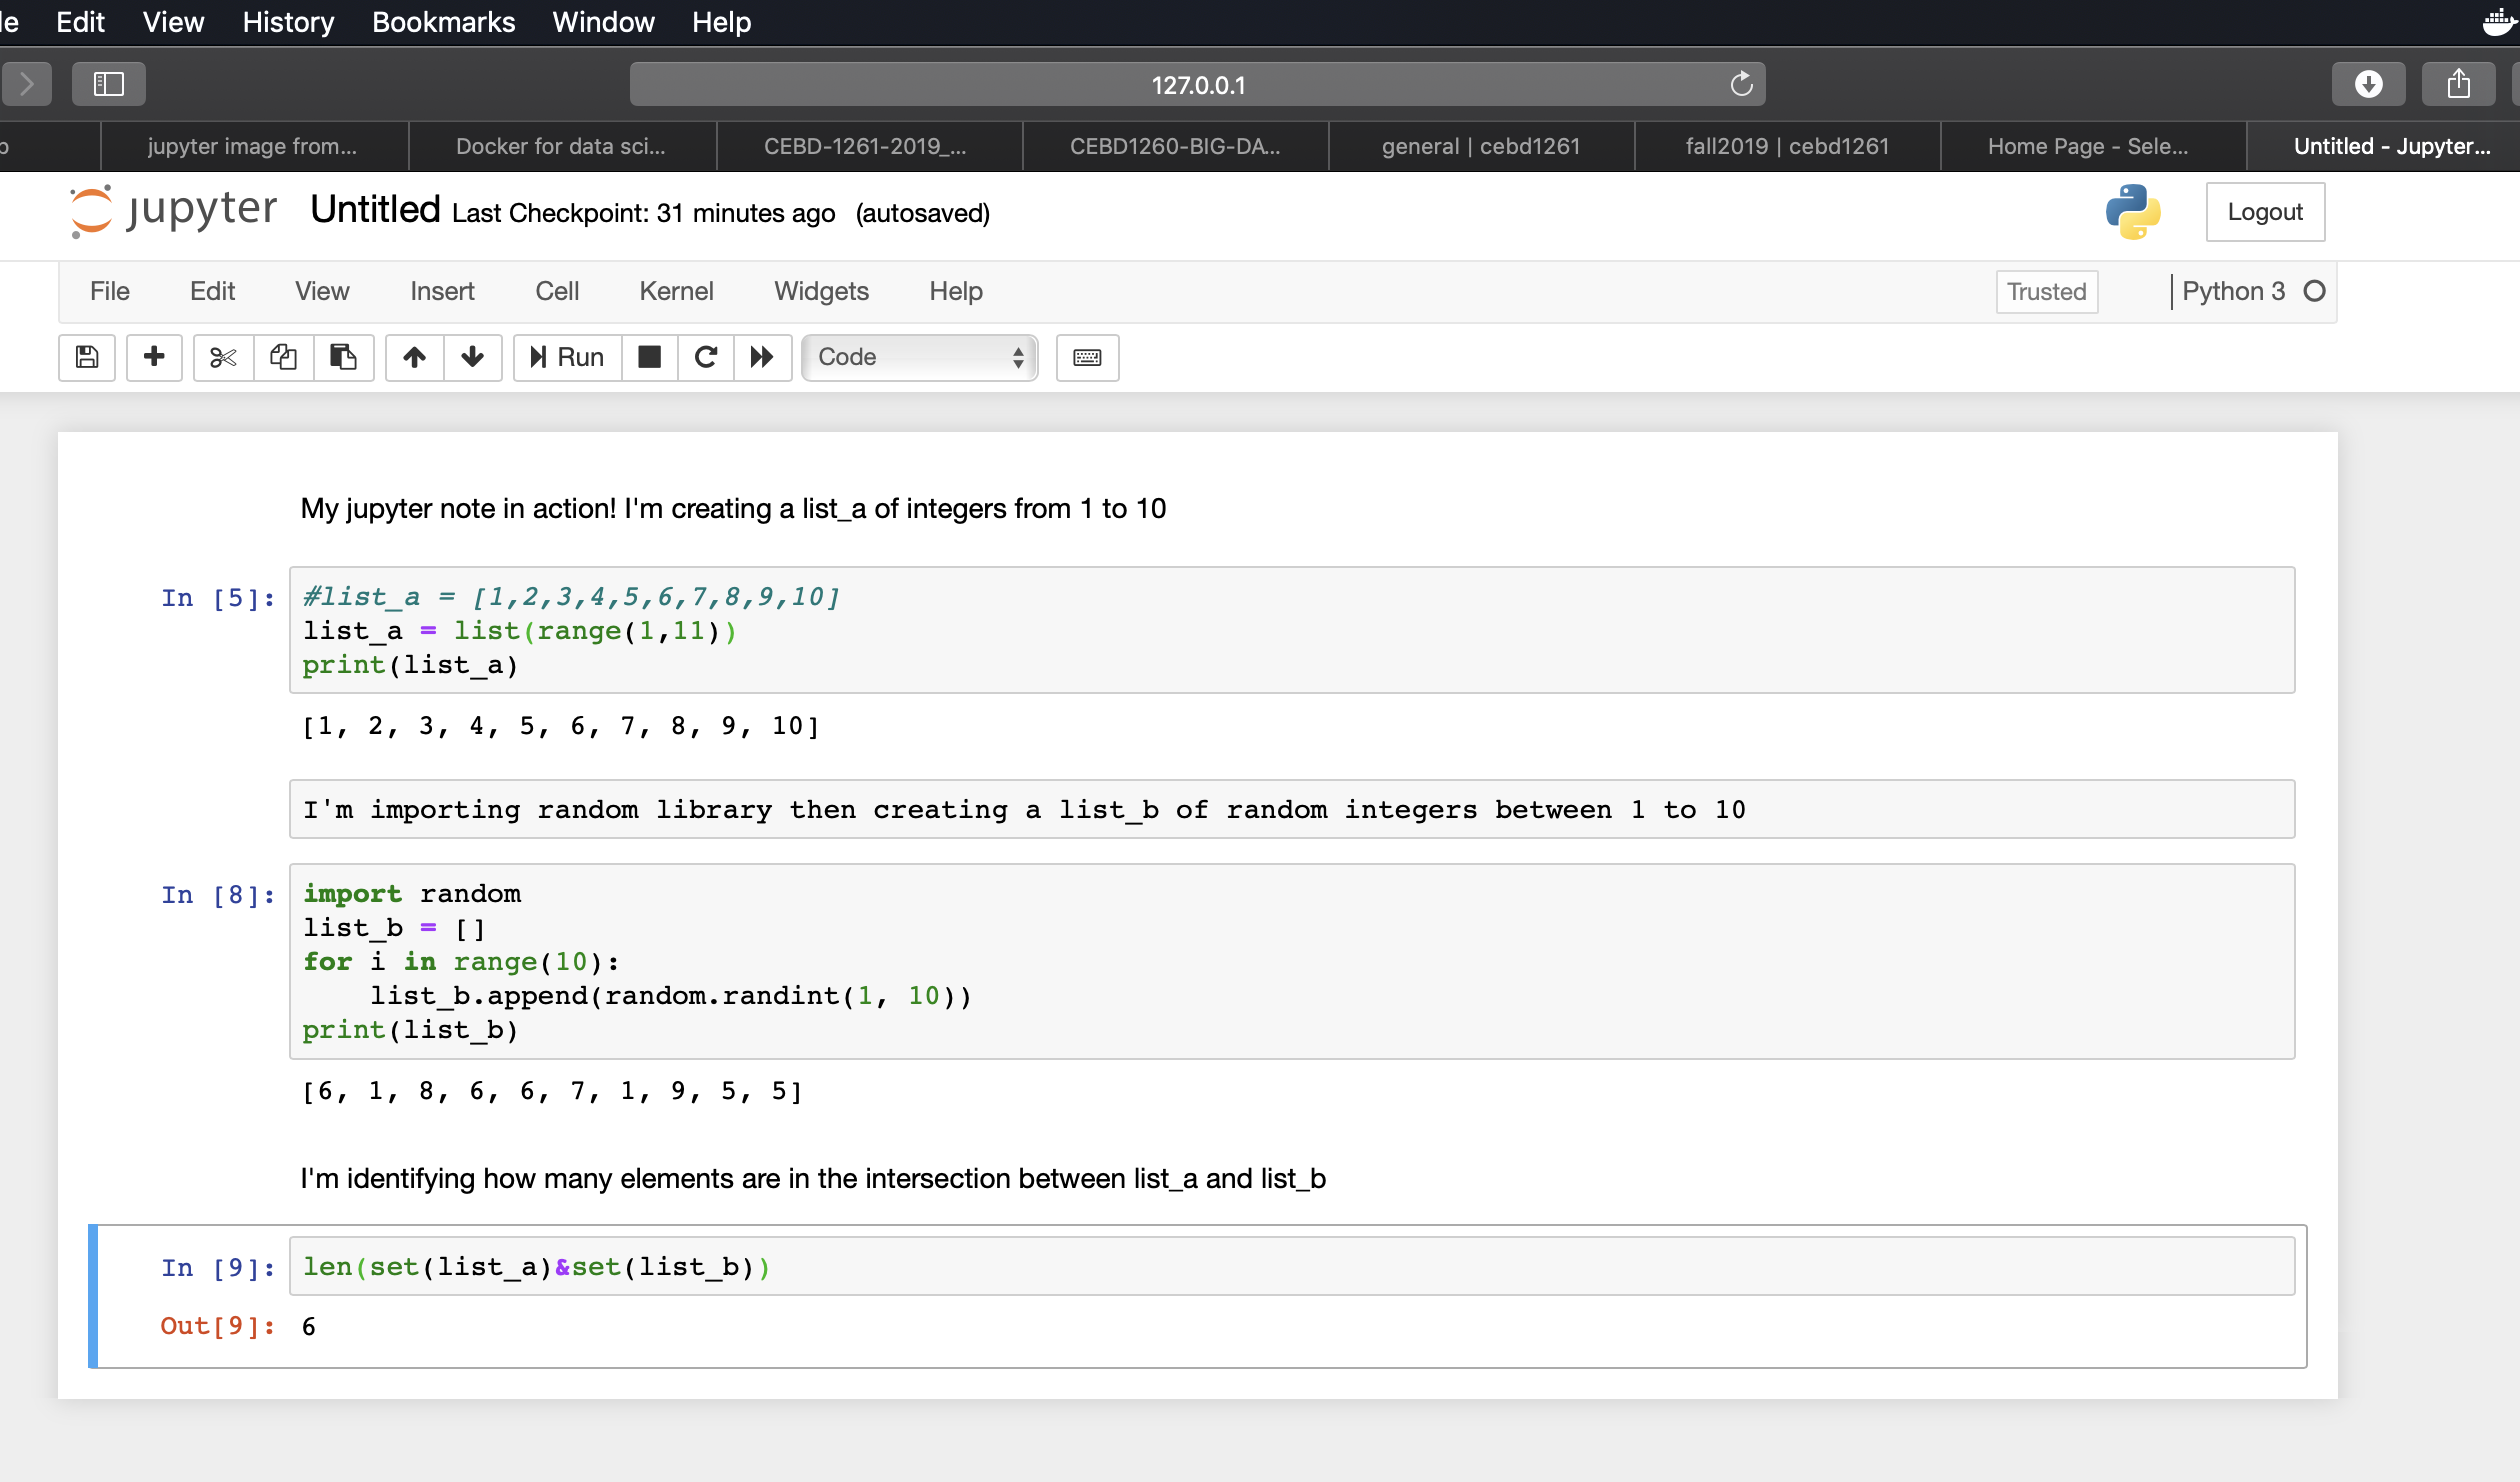 Edit View History Bookmarks Window Help
127.0.0.1
jupyter image from... Docker for data sci... CEBD-1261-2019_... CEBD1260-BIG-DA... general | cebd1261 fall2019 | cebd1261 Home Page - Sele... Untitled - Jupyter...
jupyter Untitled Last Checkpoint: 31 minutes ago (autosaved) Logout
File Edit View Insert Cell Kernel Widgets Help Trusted Python 3
Run Code
My jupyter note in action! I'm creating a list_a of integers from 1 to 10
In [5]: #list_a = [1,2,3,4,5,6,7,8,9,10]
list_a = list(range(1,11))
print(list_a)
[1, 2, 3, 4, 5, 6, 7, 8, 9, 10]
I'm importing random library then creating a list_b of random integers between 1 to 10
In [8]: import random
list_b = []
for i in range(10):
    list_b.append(random.randint(1, 10))
print(list_b)
[6, 1, 8, 6, 6, 7, 1, 9, 5, 5]
I'm identifying how many elements are in the intersection between list_a and list_b
In [9]: len(set(list_a)&set(list_b))
Out[9]: 6